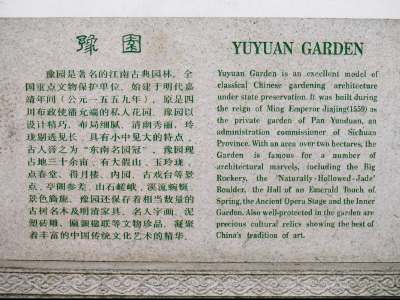 豫园
豫园是著名的江南古典园林，全
国重点文物保护单位，始建于明代嘉
靖年间（公元一五五九年），原是四
川布政使潘允端的私人花园。豫园以
设计精巧、布局细腻、清幽秀丽、玲
珑剔透见长，具有小中见大的特点，
古人誉之为“东南名园冠”。豫园现
占地三十余亩，有大假山、玉玲珑、
点春堂、得月楼、内园、古戏台等景
点，亭阁参差，山石嵯峨，溪流蜿蜒，
景色旖旎。豫园还保存着相当数量的
古树名木及明清家具、名人字画、泥
塑砖雕、匾额楹联等文物珍品，凝聚
着丰富的中国传统文化艺术的精华。
YUYUAN GARDEN
Yuyuan Garden is an excellent model of
classical Chinese gardening architecture
under state preservation. It was built during
the reign of Ming Emperor Jiajing(1559) as
the private garden of Pan Yunduan, an
administration commissioner of Sichuan
Province. With an area over two hectares, the
Garden is famous for a number of
architectural marvels, including the Big
Rockery, the 'Naturally-Hollowed-Jade'
Boulder, the Hall of an Emerald Touch of
Spring, the Ancient Opera Stage and the Inner
Garden. Also well-protected in the garden are
precious cultural relics showing the best of
China's tradition of art.